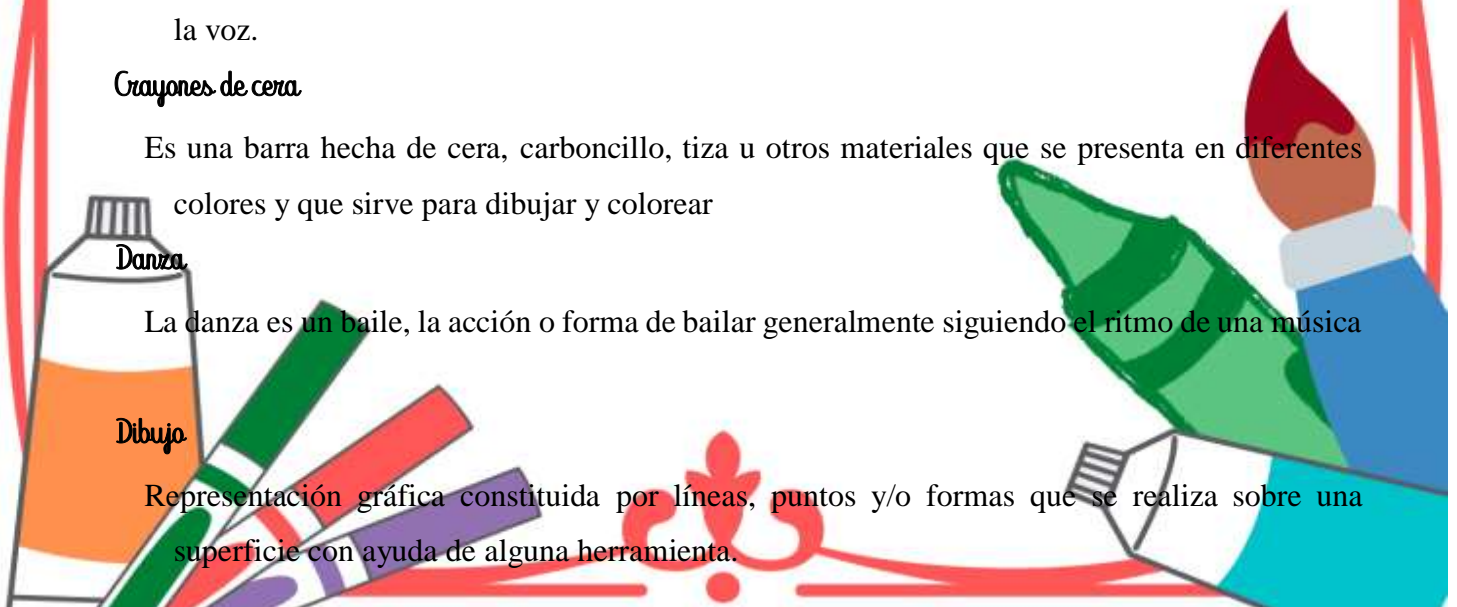 la voz.
Crayones de cera
Es una barra hecha de cera, carboncillo, tiza u otros materiales que se presenta en diferentes
colores y que sirve para dibujar y colorear
Danza
La danza es un baile, la acción o forma de bailar generalmente siguiendo el ritmo de una música
Dibujo
Representación gráfica constituida por líneas, puntos y/o formas que se realiza sobre una
superficie con ayuda de alguna herramienta.